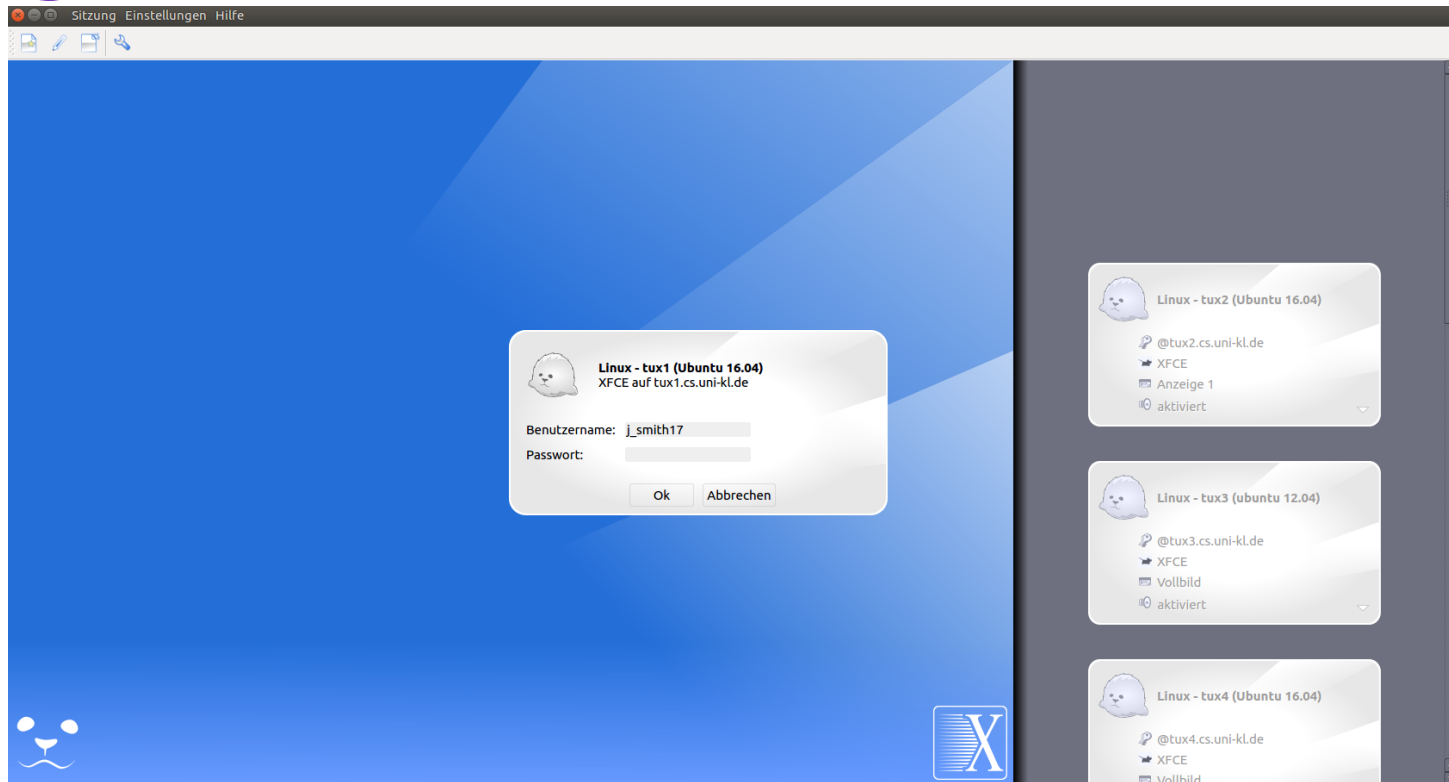 Sitzung Einstellungen Hilfe
Linux - tux1 (Ubuntu 16.04)
XFCE auf tux1.cs.uni-kl.de
Benutzername: j_smith17
Passwort:
Ok Abbrechen
X
Linux - tux2 (Ubuntu 16.04)
@tux2.cs.uni-kl.de
XFCE
Anzeige 1
aktiviert
Linux - tux3 (ubuntu 12.04)
@tux3.cs.uni-kl.de
XFCE
Vollbild
aktiviert
Linux - tux4 (Ubuntu 16.04)
@tux4.cs.uni-kl.de
XFCE
Vollbild